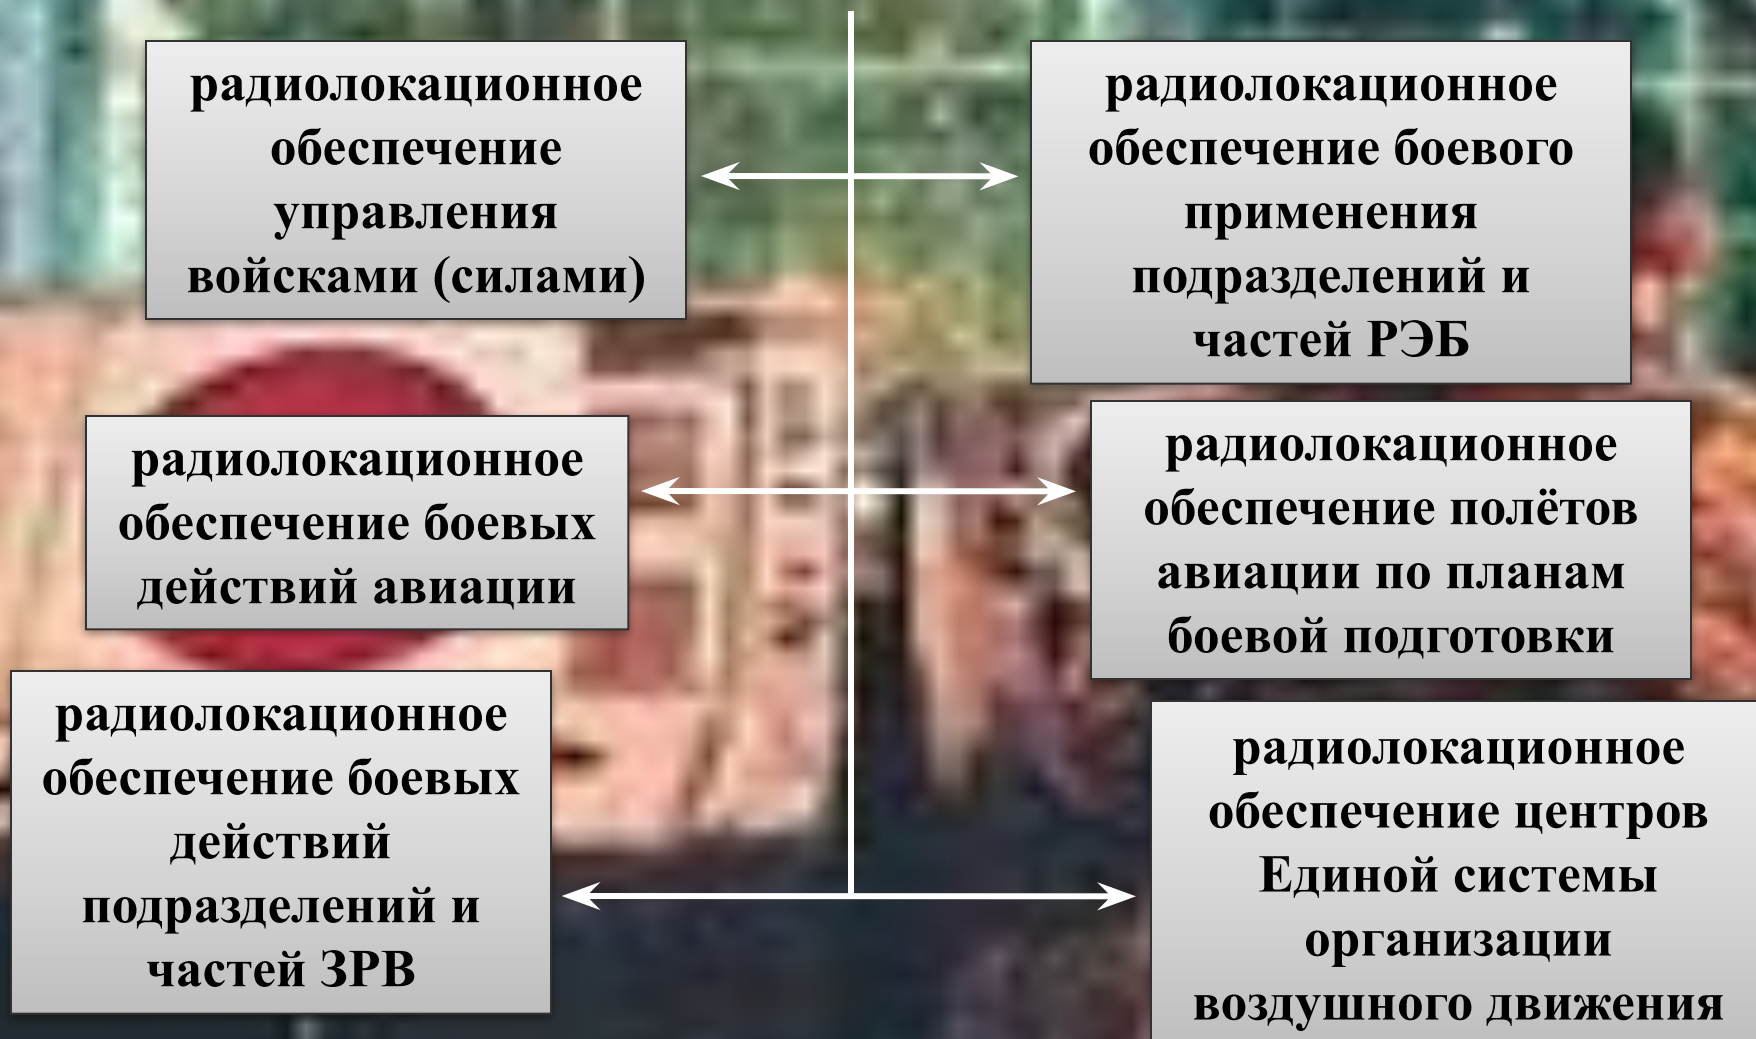 радиолокационное
обеспечение
управления
войсками (силами)
радиолокационное
обеспечение боевого
применения
подразделений и
частей РЭБ
радиолокационное
обеспечение боевых
действий авиации
радиолокационное
обеспечение полётов
авиации по планам
боевой подготовки
радиолокационное
обеспечение боевых
действий
подразделений и
частей ЗРВ
радиолокационное
обеспечение центров
Единой системы
организации
воздушного движения